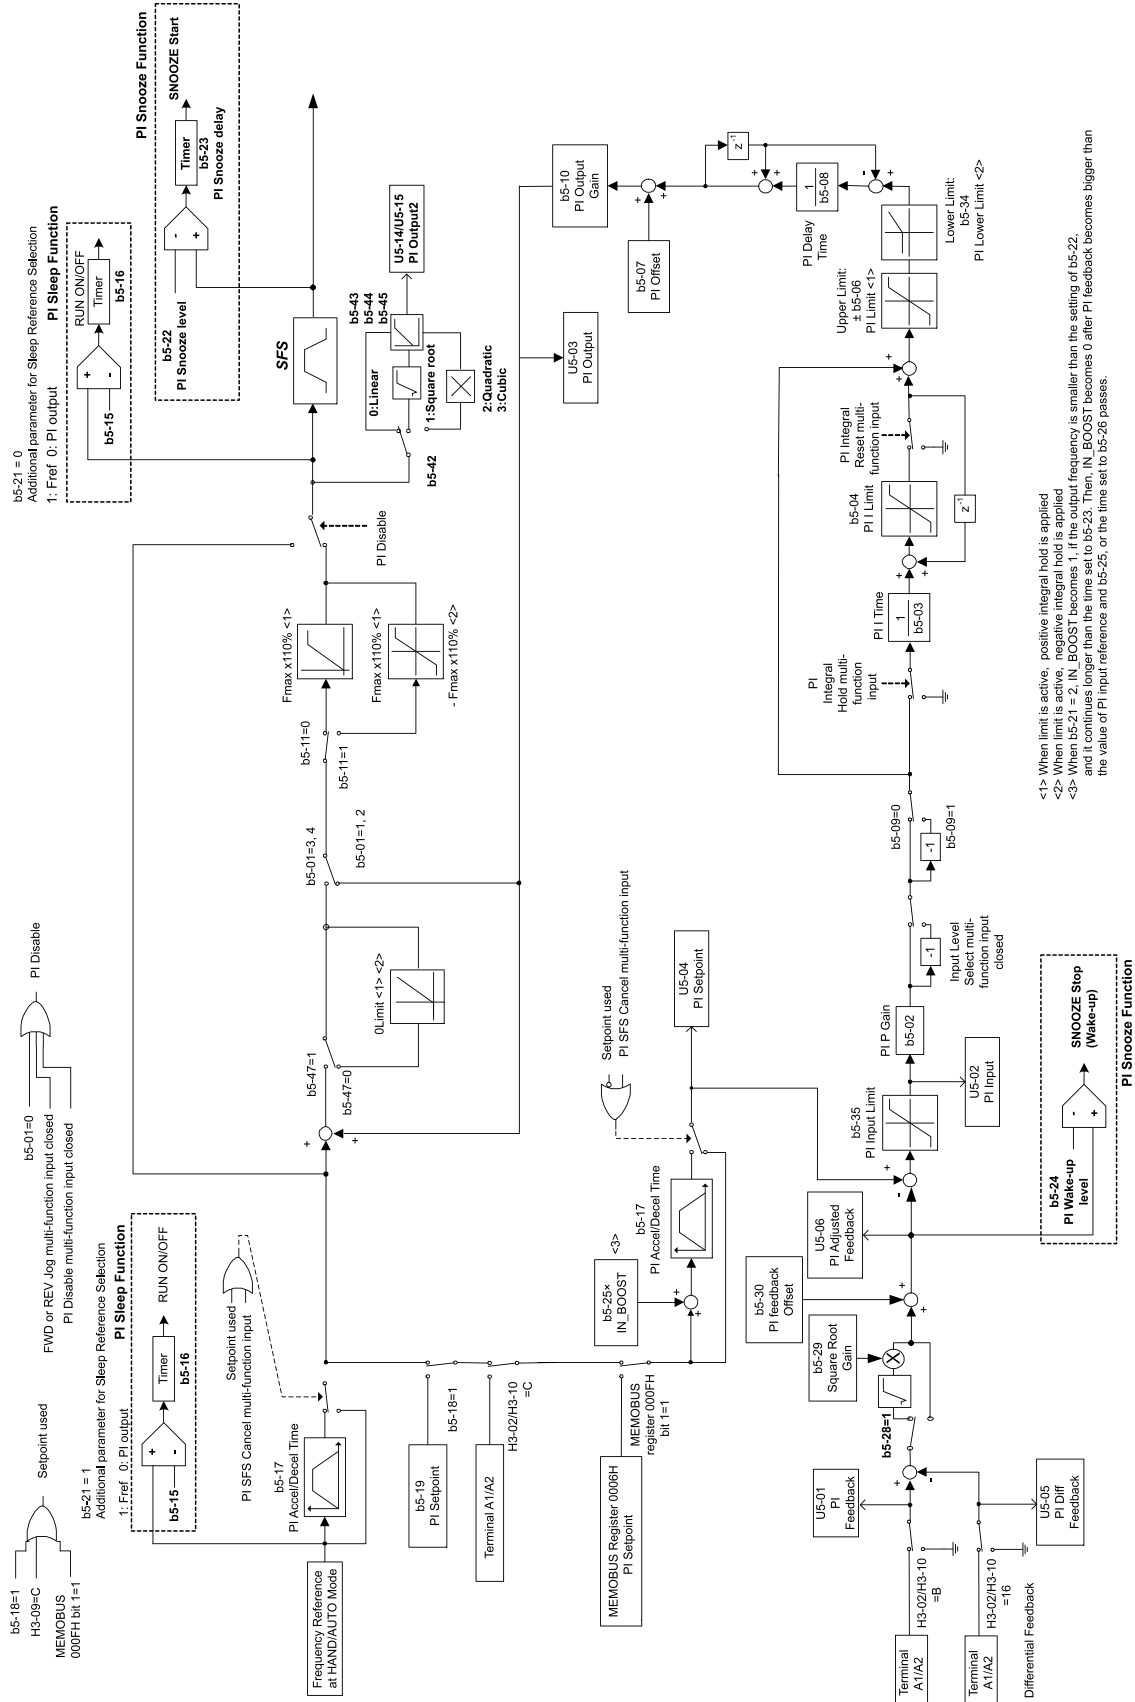 b5-18=1
H3-09=C
MEMOBUS
000FH bit 1=1
Setpoint used
b5-01=0
FWD or REV Jog multi-function input closed
PI Disable multi-function input closed
PI Disable
b5-21 = 1
Additional parameter for Sleep Reference Selection
1: Fref 0: PI output
PI Sleep Function
b5-15
+
-
Timer
b5-16
RUN ON/OFF
b5-21 = 0
Additional parameter for Sleep Reference Selection
1: Fref 0: PI output
PI Sleep Function
RUN ON/OFF
+
-
b5-15
Timer
b5-16
PI Snooze Function
b5-22
PI Snooze level
-
+
Timer
b5-23
PI Snooze delay
SNOOZE Start
Setpoint used
PI SFS Cancel multi-function input
Frequency Reference
at HAND/AUTO Mode
b5-17
PI Accel/Decel Time
+
+
b5-47=1
b5-47=0
0Limit <1> <2>
b5-01=3, 4
b5-01=1, 2
b5-11=0
b5-11=1
Fmax x110% <1>
Fmax x110% <1>
- Fmax x110% <2>
PI Disable
SFS
b5-42
0:Linear
1:Square root
2:Quadratic
3:Cubic
b5-43
b5-44
b5-45
U5-14/U5-15
PI Output2
b5-19
PI Setpoint
b5-18=1
Terminal A1/A2
H3-02/H3-10
=C
MEMOBUS Register 0006H
PI Setpoint
MEMOBUS
register 000FH
bit 1=1
b5-25×
IN_BOOST
<3>
+
+
b5-17
PI Accel/Decel Time
Setpoint used
PI SFS Cancel multi-function input
U5-04
PI Setpoint
U5-03
PI Output
b5-10
PI Output
Gain
b5-07
PI Offset
+
+
z-1
+
+
1
b5-08
PI Delay
Time
-
+
Terminal
A1/A2
H3-02/H3-10
=B
U5-01
PI
Feedback
Terminal
A1/A2
H3-02/H3-10
=16
Differential Feedback
U5-05
PI Diff
Feedback
+
-
b5-28=1
b5-29
Square Root
Gain
X
b5-30
PI feedback
Offset
+
+
U5-06
PI Adjusted
Feedback
+
-
b5-35
PI Input Limit
U5-02
PI Input
PI P Gain
b5-02
-1
Input Level
Select multi-
function input
closed
b5-09=0
-1
b5-09=1
PI
Integral
Hold multi-
function
input
PI I Time
1
b5-03
+
+
b5-04
PI I Limit
z-1
PI Integral
Reset multi-
function input
+
+
Upper Limit:
± b5-06
PI Limit <1>
Lower Limit:
b5-34
PI Lower Limit <2>
b5-24
PI Wake-up
level
-
+
SNOOZE Stop
(Wake-up)
PI Snooze Function
<1> When limit is active, positive integral hold is applied
<2> When limit is active, negative integral hold is applied
<3> When b5-21 = 2, IN_BOOST becomes 1, if the output frequency is smaller than the setting of b5-22,
and it continues longer than the time set to b5-23. Then, IN_BOOST becomes 0 after PI feedback becomes bigger than
the value of PI input reference and b5-25, or the time set to b5-26 passes.